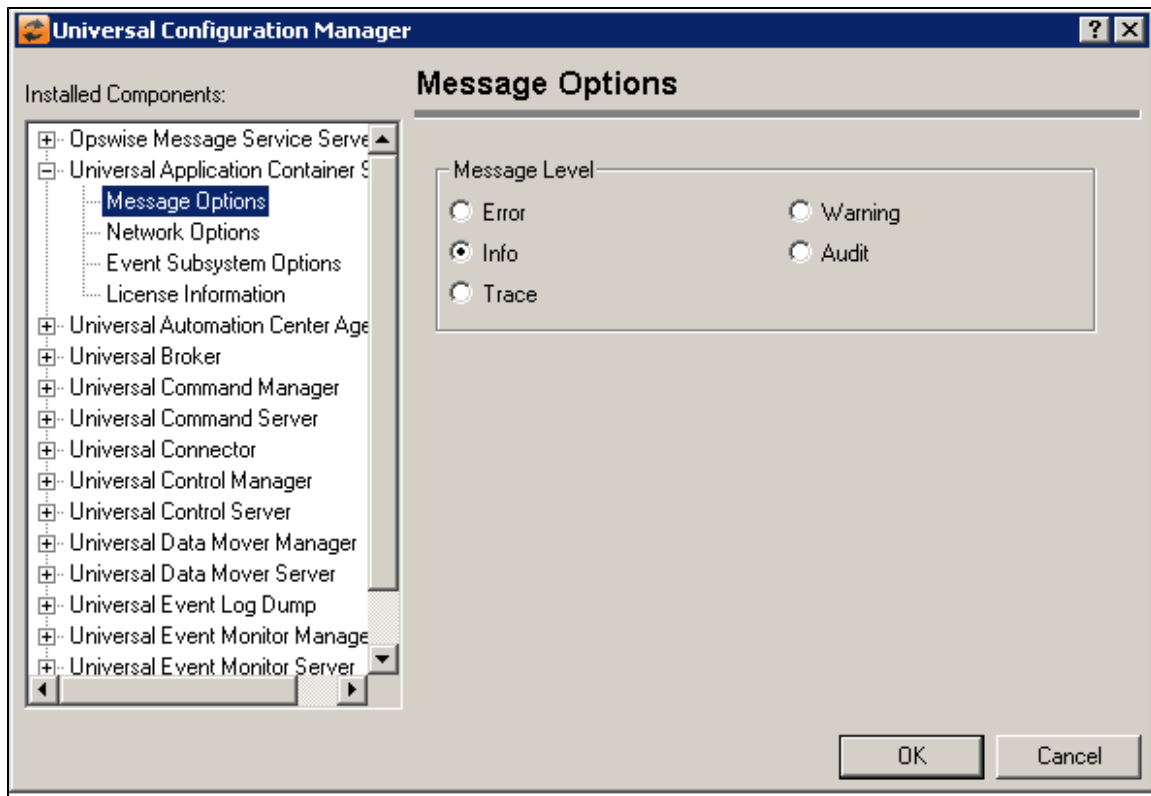 Universal Configuration Manager
Installed Components:
Opswise Message Service Serve
Universal Application Container S
Message Options
Network Options
Event Subsystem Options
License Information
Universal Automation Center Age
Universal Broker
Universal Command Manager
Universal Command Server
Universal Connector
Universal Control Manager
Universal Control Server
Universal Data Mover Manager
Universal Data Mover Server
Universal Event Log Dump
Universal Event Monitor Manage
Universal Event Monitor Server
Message Options
Message Level
Error Warning
Info Audit
Trace
OK Cancel